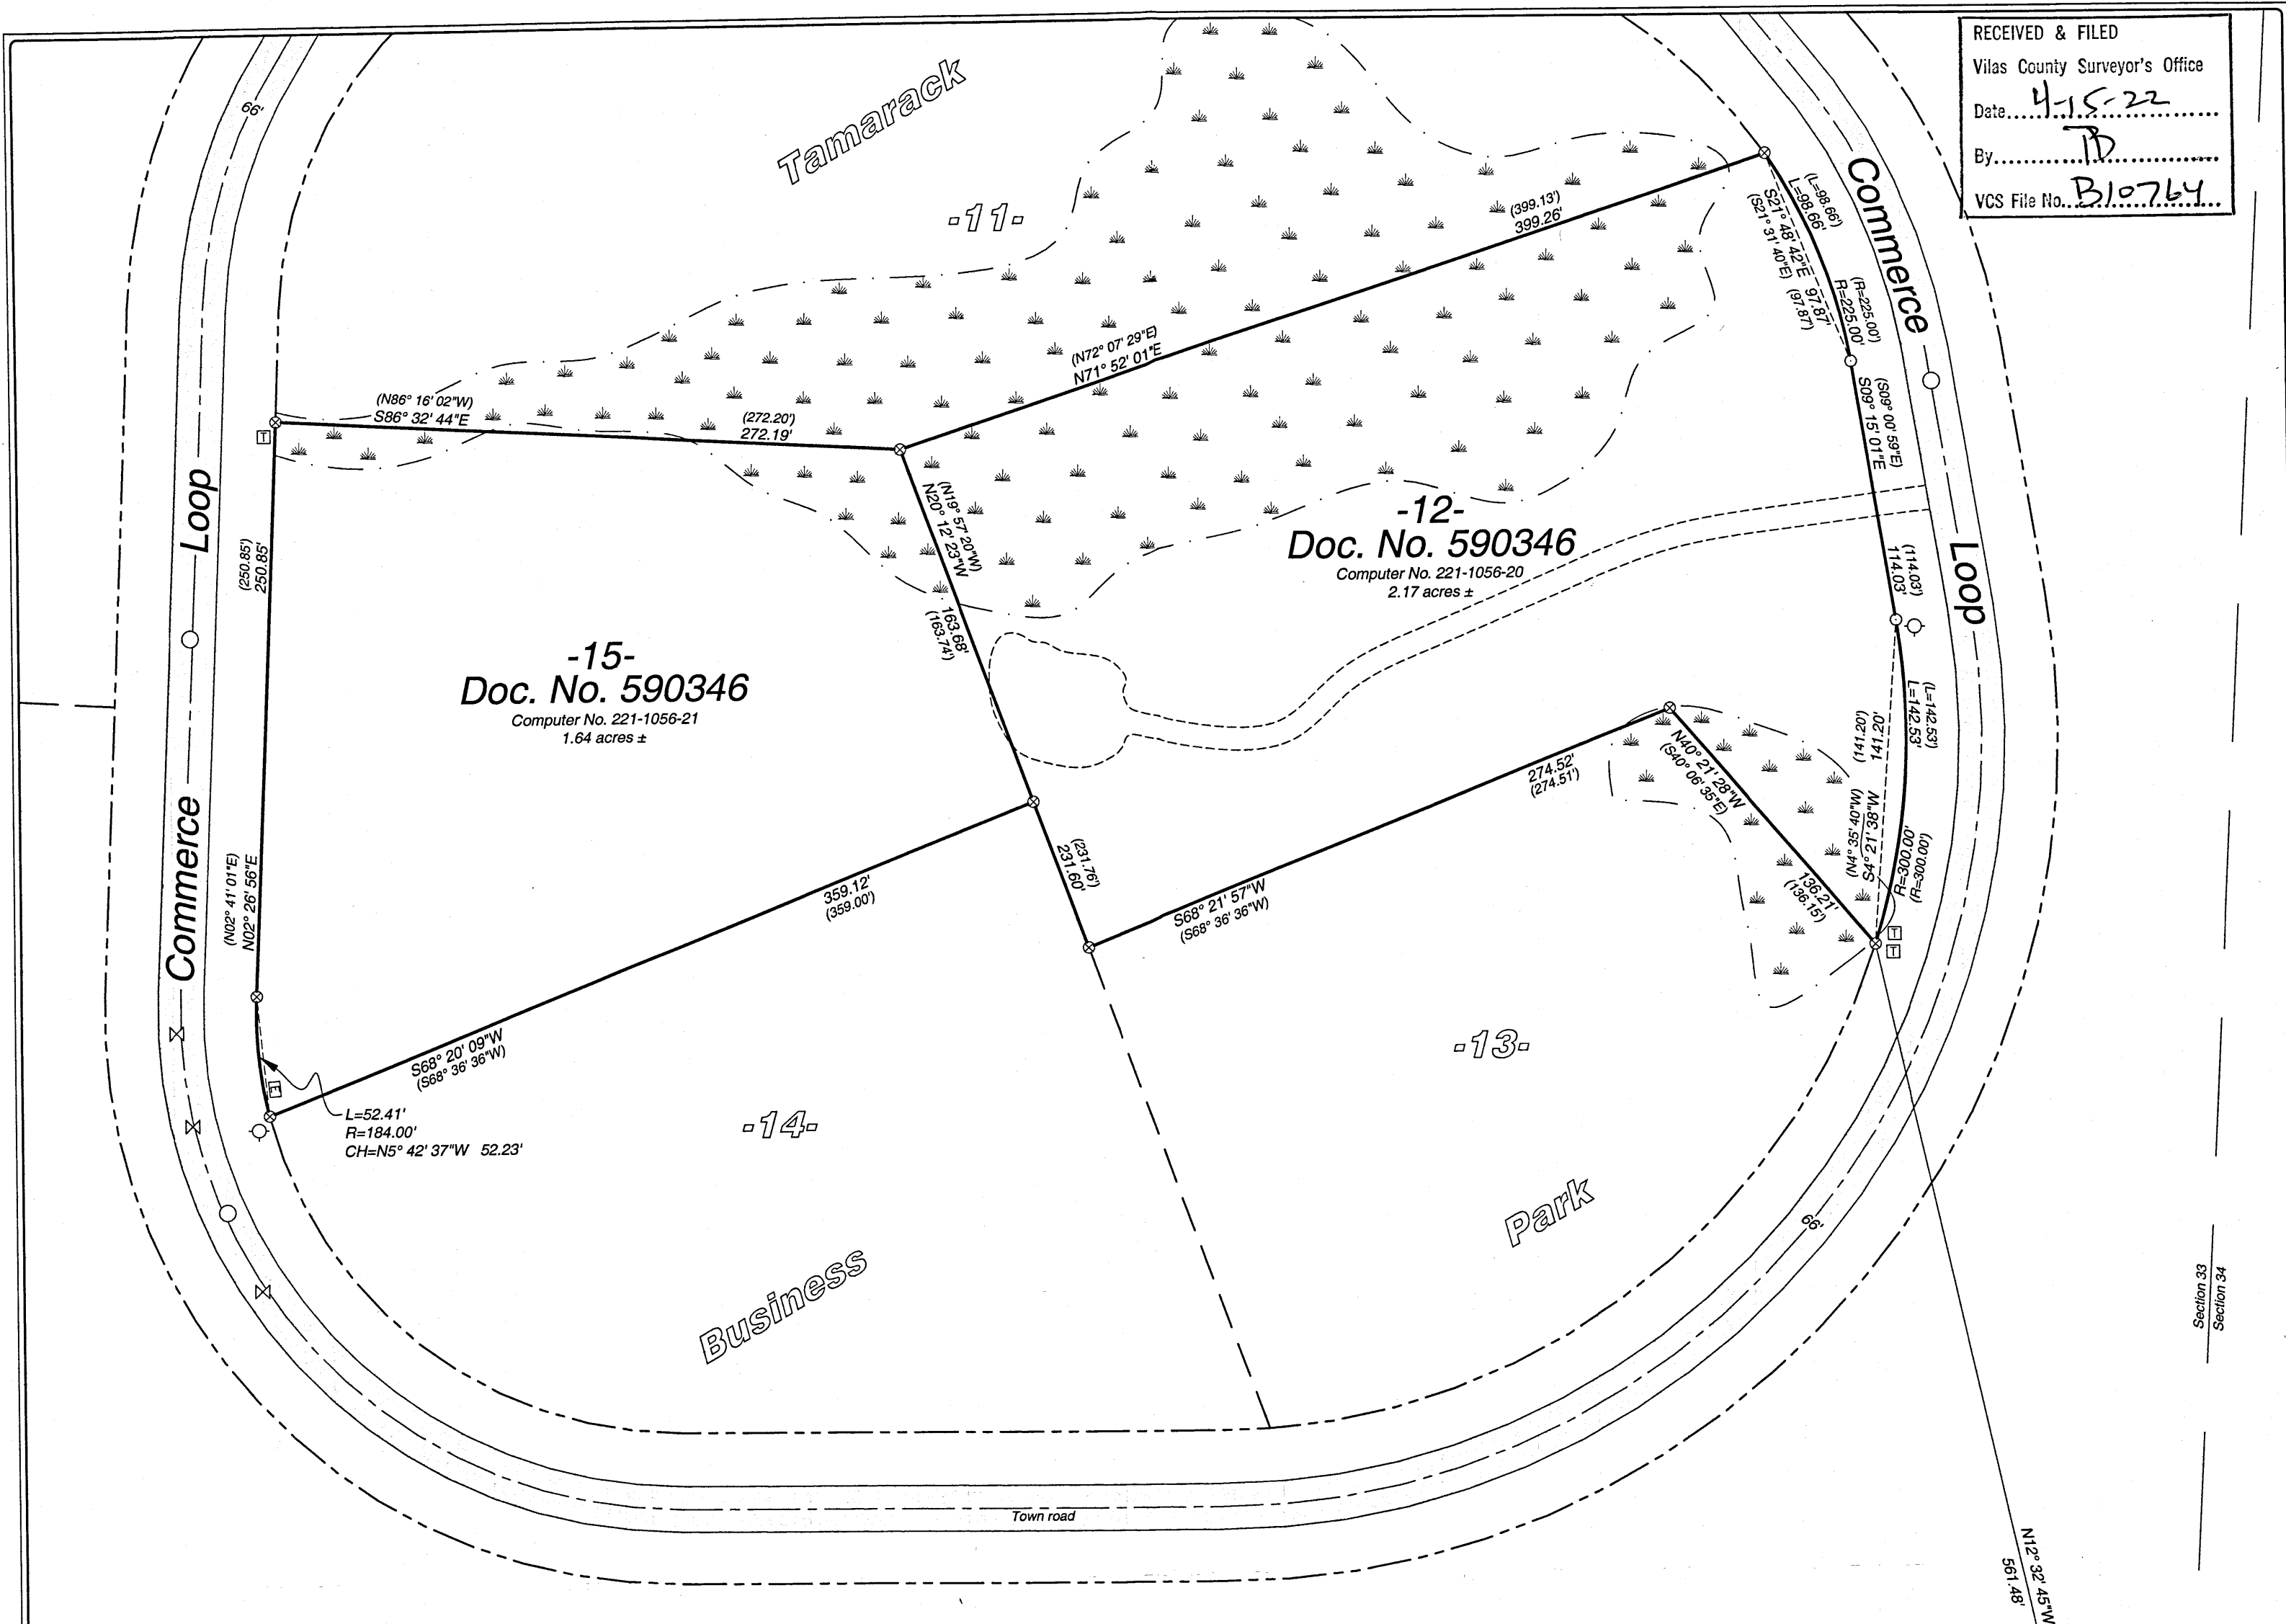 RECEIVED & FILED
Vilas County Surveyor's Office
Date 4-15-22
By TB
VCS File No. B10764
66'
Tamarack
-11-
Commerce
Loop
(L=98.66')
L=98.66'
S21° 48' 42"E 97.87'
(S21° 31' 40"E) (97.87')
(R=225.00')
R=225.00'
(399.13')
399.26'
(N72° 07' 29"E)
N71° 52' 01"E
(S09° 00' 59"E)
S09° 15' 01"E
(114.03')
114.03'
(N86° 16' 02"W)
S86° 32' 44"E
(272.20')
272.19'
T
Loop
Commerce
(250.85')
250.85'
(N02° 41' 01"E)
N02° 26' 56"E
(N19° 57' 20"W)
N20° 12' 23"W
163.68'
(163.74')
-12-
Doc. No. 590346
Computer No. 221-1056-20
2.17 acres ±
-15-
Doc. No. 590346
Computer No. 221-1056-21
1.64 acres ±
(L=142.53')
L=142.53'
141.20'
(141.20')
(N4° 35' 40"W)
S4° 21' 38"W
R=300.00'
(R=300.00')
N40° 21' 28"W
(S40° 06' 35"E)
136.21'
(136.15')
T
T
274.52'
(274.51')
S68° 21' 57"W
(S68° 36' 36"W)
(231.76')
231.60'
359.12'
(359.00')
S68° 20' 09"W
(S68° 36' 36"W)
E
L=52.41'
R=184.00'
CH=N5° 42' 37"W 52.23'
-14-
-13-
Business
Park
66'
Town road
Section 33
Section 34
N12° 32' 45"W
561.48'